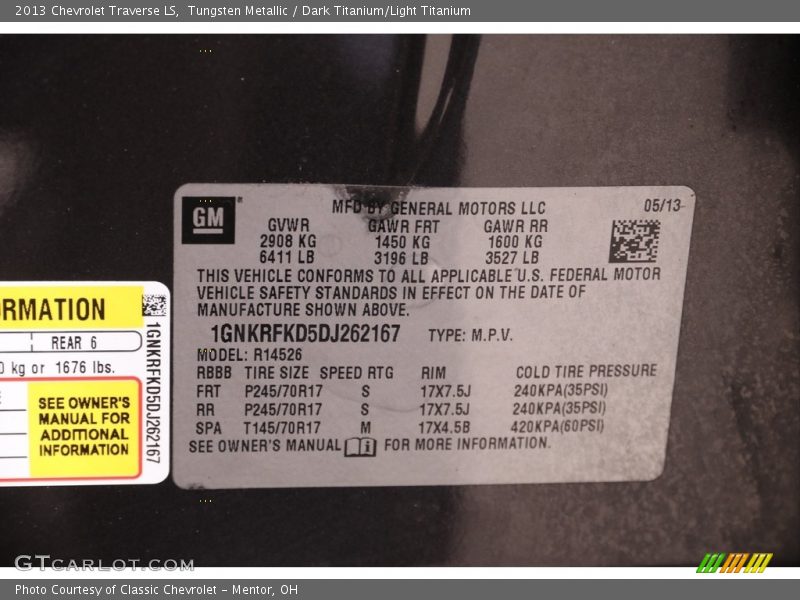 2013 Chevrolet Traverse LS, Tungsten Metallic / Dark Titanium/Light Titanium
GM
MFD BY GENERAL MOTORS LLC 05/13
GVWR GAWR FRT GAWR RR
2908 KG 1450 KG 1600 KG
6411 LB 3196 LB 3527 LB
THIS VEHICLE CONFORMS TO ALL APPLICABLE U.S. FEDERAL MOTOR
VEHICLE SAFETY STANDARDS IN EFFECT ON THE DATE OF
MANUFACTURE SHOWN ABOVE.
1GNKRFKD5DJ262167 TYPE: M.P.V.
MODEL: R14526
RBBB TIRE SIZE SPEED RTG RIM COLD TIRE PRESSURE
FRT P245/70R17 S 17X7.5J 240KPA(35PSI)
RR P245/70R17 S 17X7.5J 240KPA(35PSI)
SPA T145/70R17 M 17X4.5B 420KPA(60PSI)
SEE OWNER'S MANUAL FOR MORE INFORMATION.
RMATION
REAR 6
0 kg or 1676 lbs.
SEE OWNER'S
MANUAL FOR
ADDITIONAL
INFORMATION
1GNKRFKD5DJ262167
GTCARLOT.COM
Photo Courtesy of Classic Chevrolet - Mentor, OH